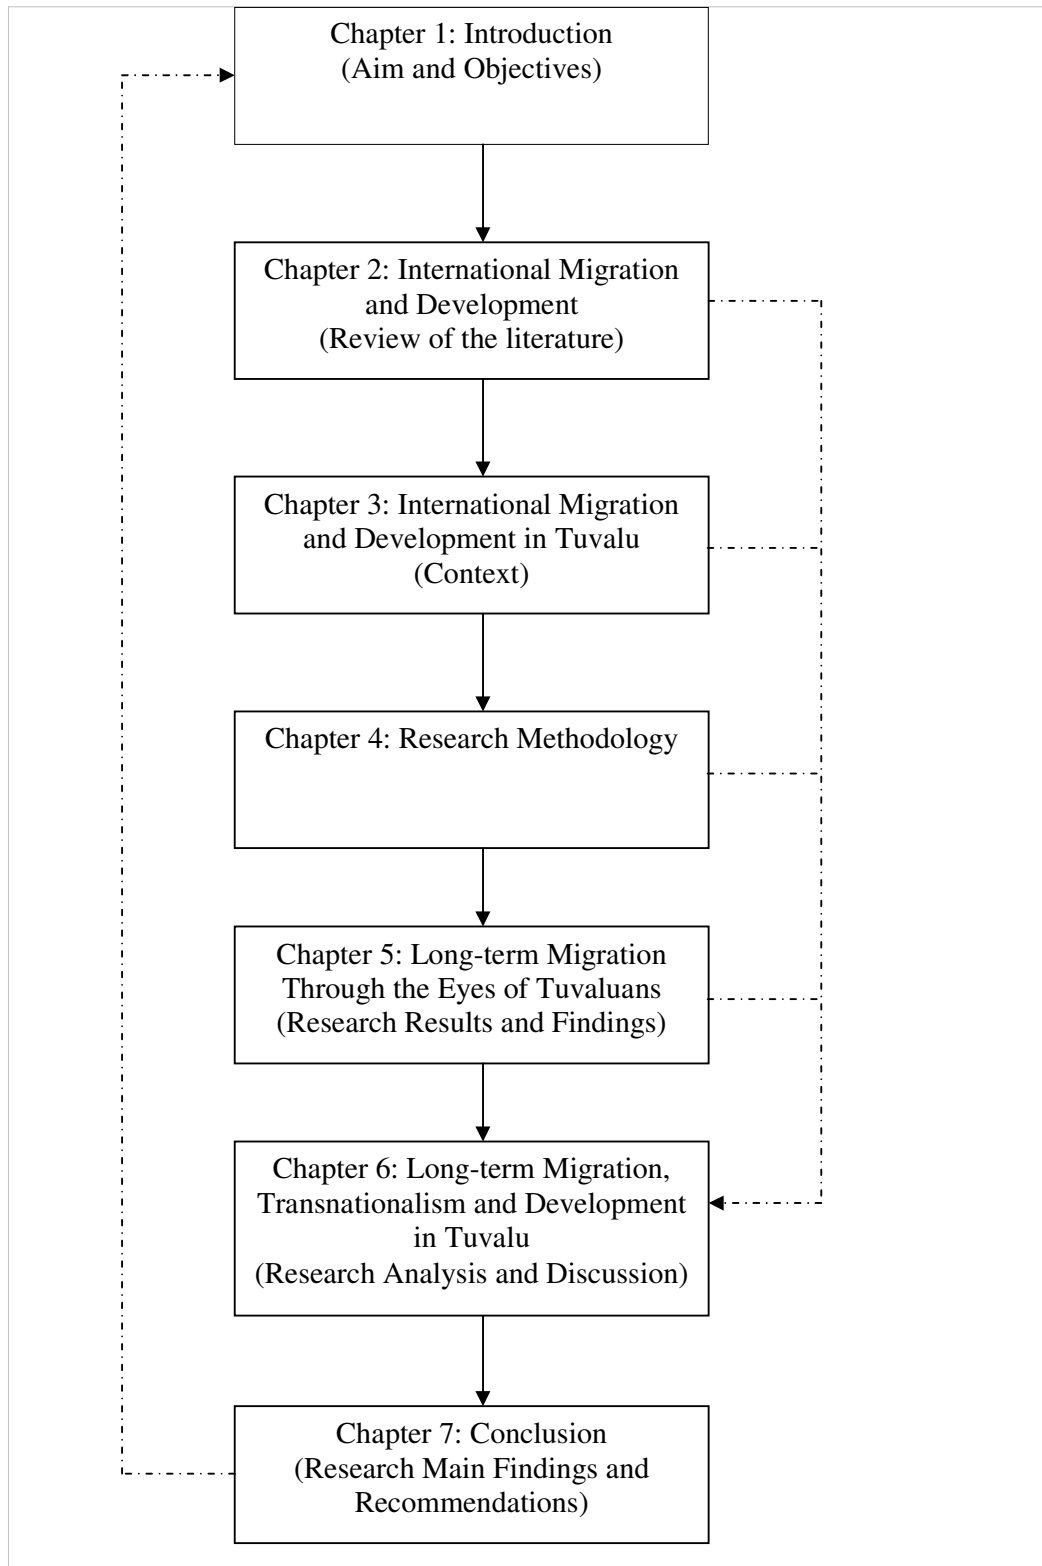 Chapter 1: Introduction
(Aim and Objectives)
Chapter 2: International Migration
and Development
(Review of the literature)
Chapter 3: International Migration
and Development in Tuvalu
(Context)
Chapter 4: Research Methodology
Chapter 5: Long-term Migration
Through the Eyes of Tuvaluans
(Research Results and Findings)
Chapter 6: Long-term Migration,
Transnationalism and Development
in Tuvalu
(Research Analysis and Discussion)
Chapter 7: Conclusion
(Research Main Findings and
Recommendations)